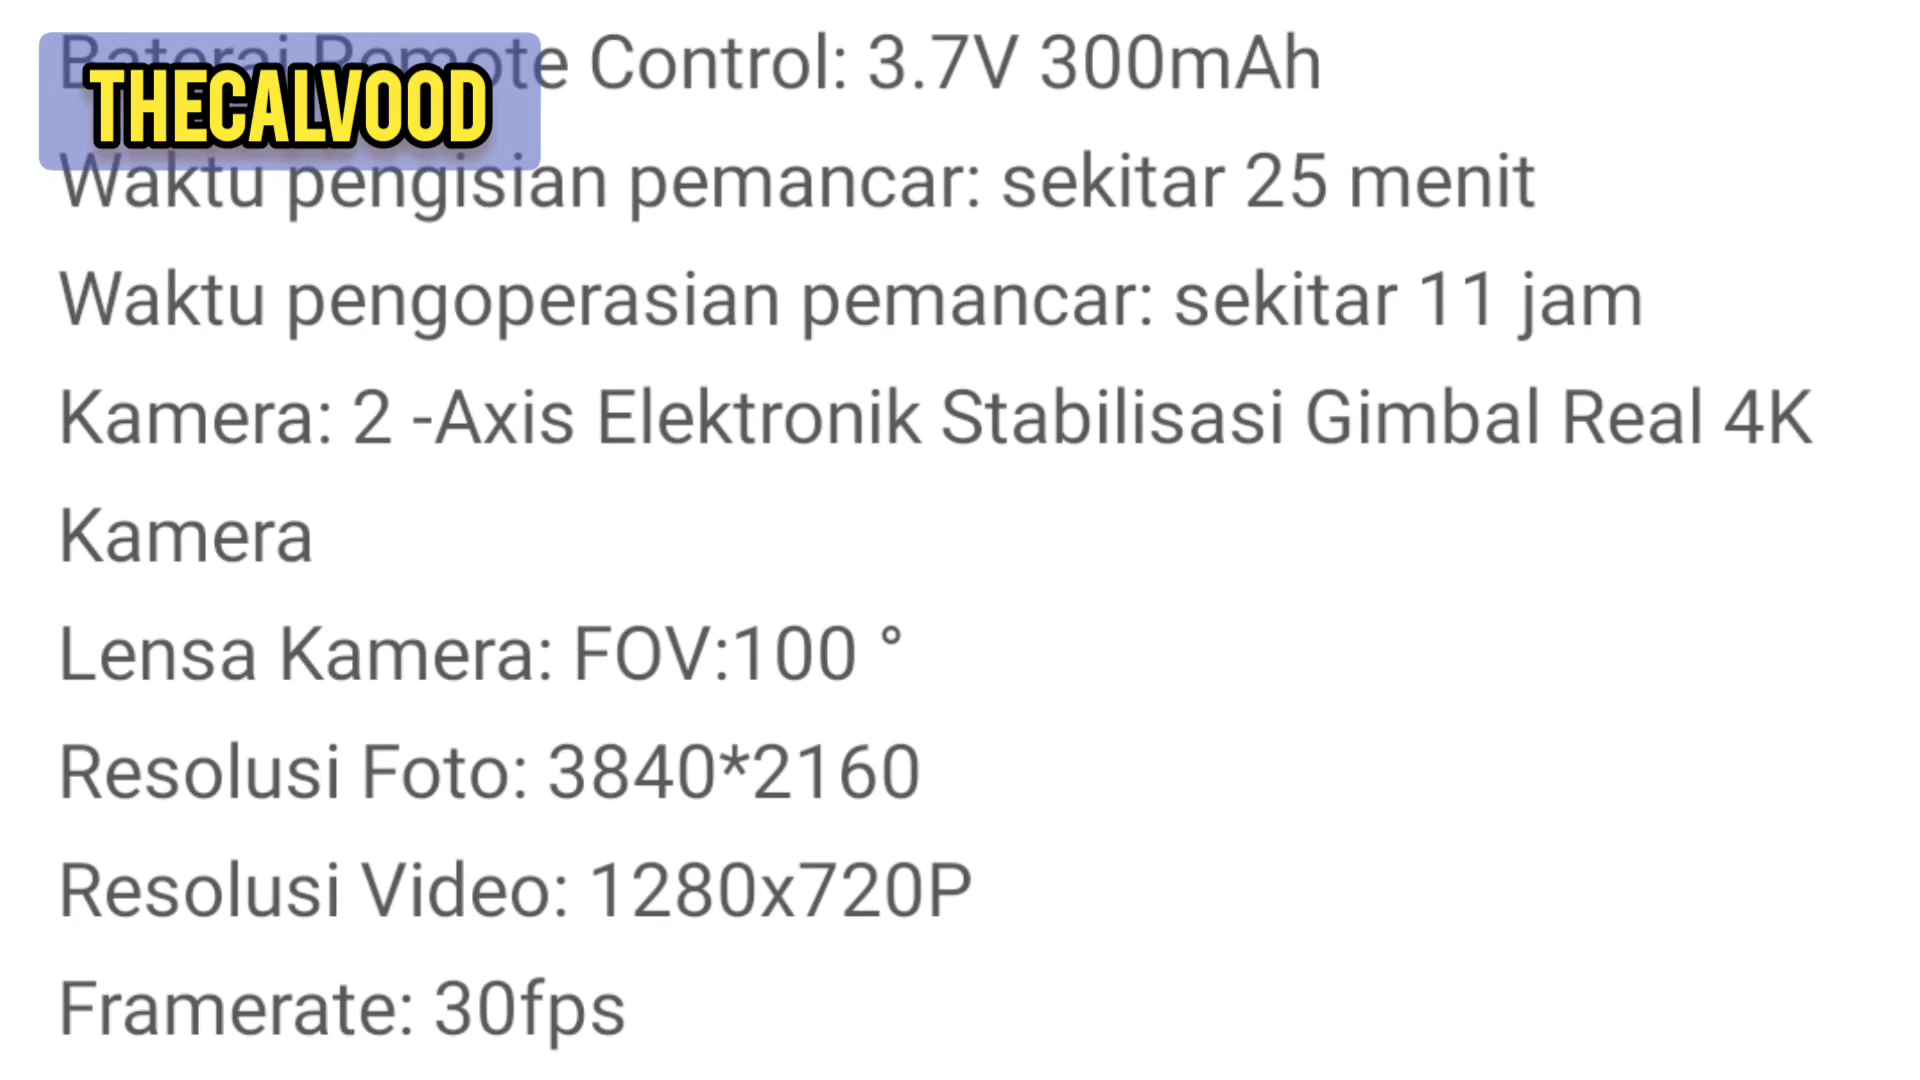 Baterai Remote Control: 3.7V 300mAh
THECALVOOD
Waktu pengisian pemancar: sekitar 25 menit
Waktu pengoperasian pemancar: sekitar 11 jam
Kamera: 2 -Axis Elektronik Stabilisasi Gimbal Real 4K
Kamera
Lensa Kamera: FOV:100 °
Resolusi Foto: 3840*2160
Resolusi Video: 1280x720P
Framerate: 30fps